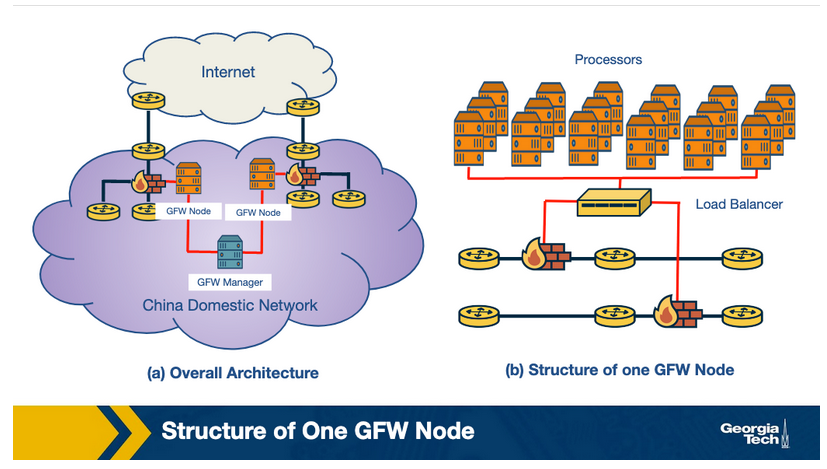 Internet
GFW Node
GFW Node
GFW Manager
China Domestic Network
(a) Overall Architecture
Processors
Load Balancer
(b) Structure of one GFW Node
Structure of One GFW Node
Georgia
Tech